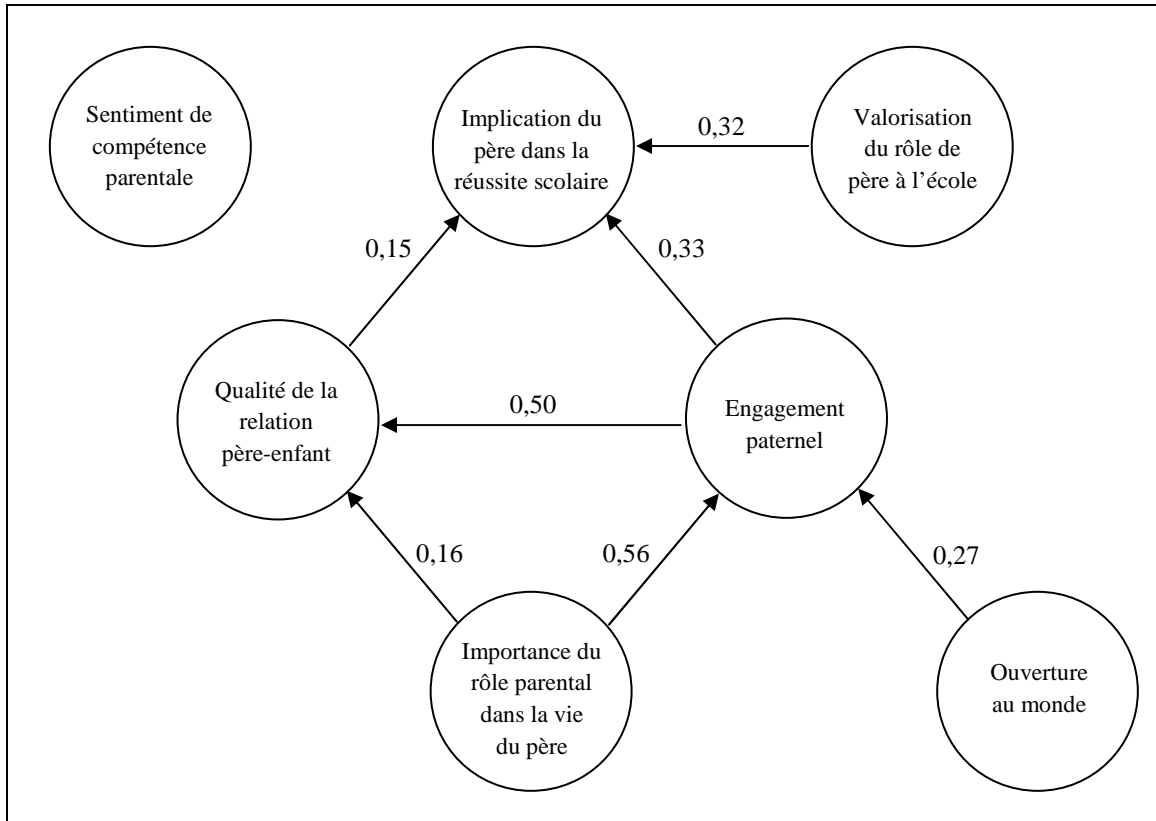 Sentiment de
compétence
parentale
Implication du
père dans la
réussite scolaire
0,32
Valorisation
du rôle de
père à l'école
0,15
0,33
Qualité de la
relation
père-enfant
0,50
Engagement
paternel
0,16
0,56
0,27
Importance du
rôle parental
dans la vie
du père
Ouverture
au monde